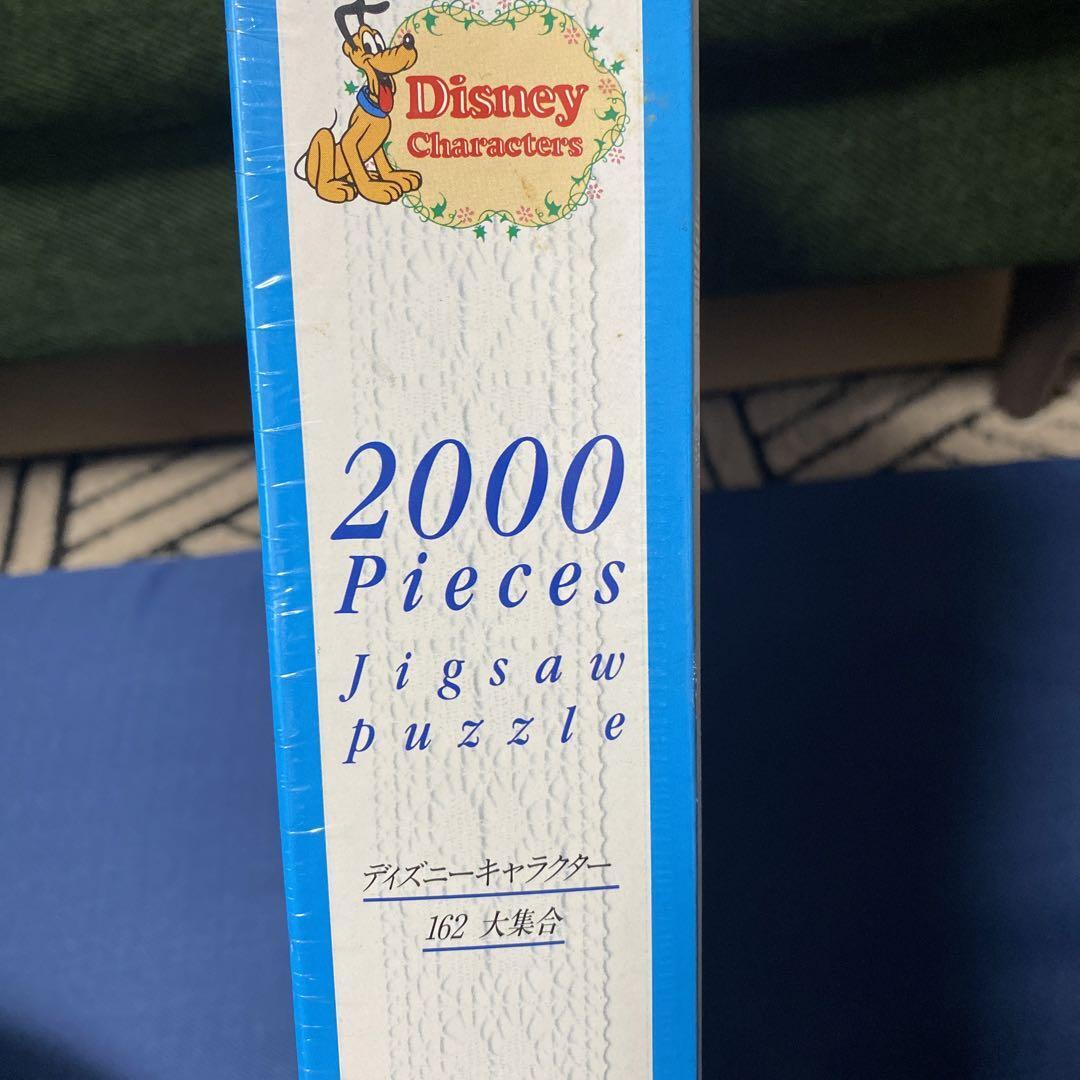 Disney
Characters
2000
Pieces
Jigsaw
puzzle
ディズニーキャラクター
162 大集合